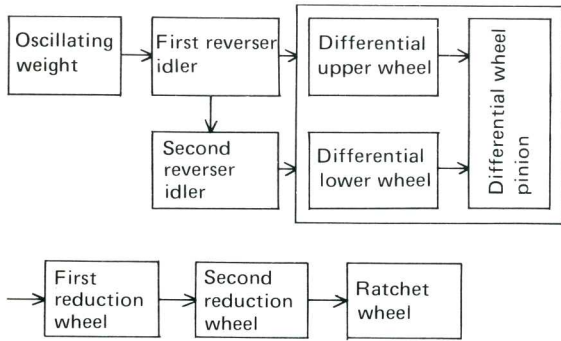 Oscillating
weight
First reverser
idler
Differential
upper wheel
Differential wheel
pinion
Second
reverser
idler
Differential
lower wheel
First
reduction
wheel
Second
reduction
wheel
Ratchet
wheel